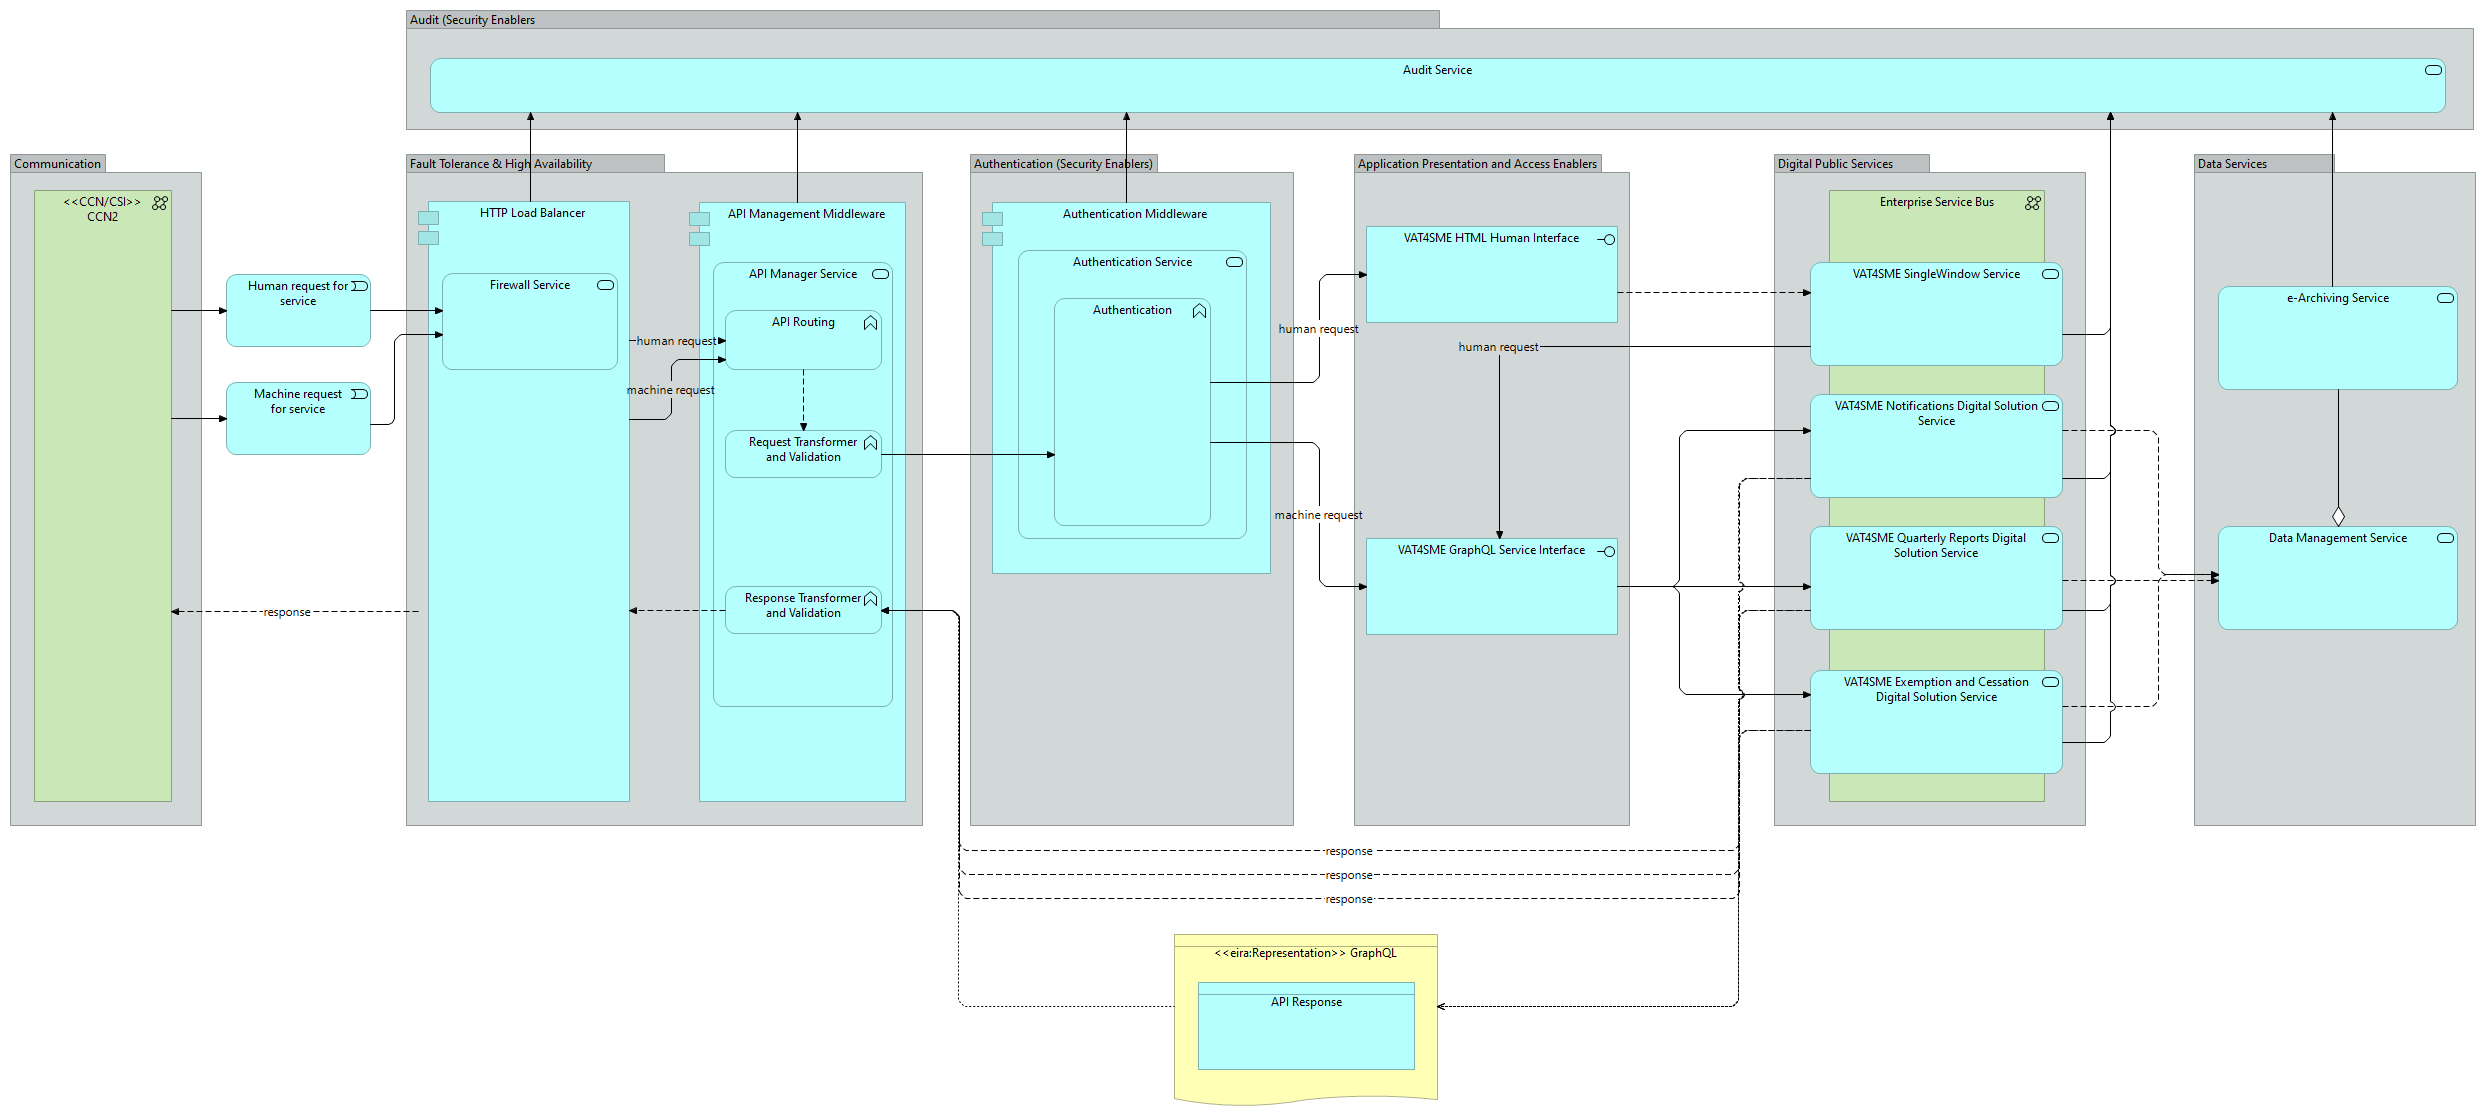 Audit (Security Enablers
Audit Service
Communication
<<CCN/CSI>>
CCN2
Human request for
service
Machine request
for service
response
Fault Tolerance & High Availability
HTTP Load Balancer
Firewall Service
human request
machine request
API Management Middleware
API Manager Service
API Routing
Request Transformer
and Validation
Response Transformer
and Validation
Authentication (Security Enablers)
Authentication Middleware
Authentication Service
Authentication
human request
machine request
Application Presentation and Access Enablers
VAT4SME HTML Human Interface
human request
VAT4SME GraphQL Service Interface
Digital Public Services
Enterprise Service Bus
VAT4SME SingleWindow Service
VAT4SME Notifications Digital Solution
Service
VAT4SME Quarterly Reports Digital
Solution Service
VAT4SME Exemption and Cessation
Digital Solution Service
Data Services
e-Archiving Service
Data Management Service
response
response
response
<<eira:Representation>> GraphQL
API Response